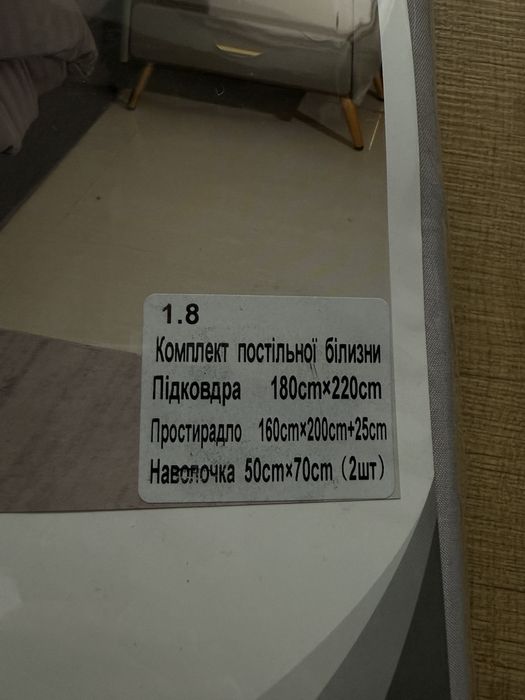 1.8
Комплект постільної білизни
Підковдра 180cm×220cm
Простирадло 160cm×200cm+25cm
Наволочка 50cm×70cm (2шт)